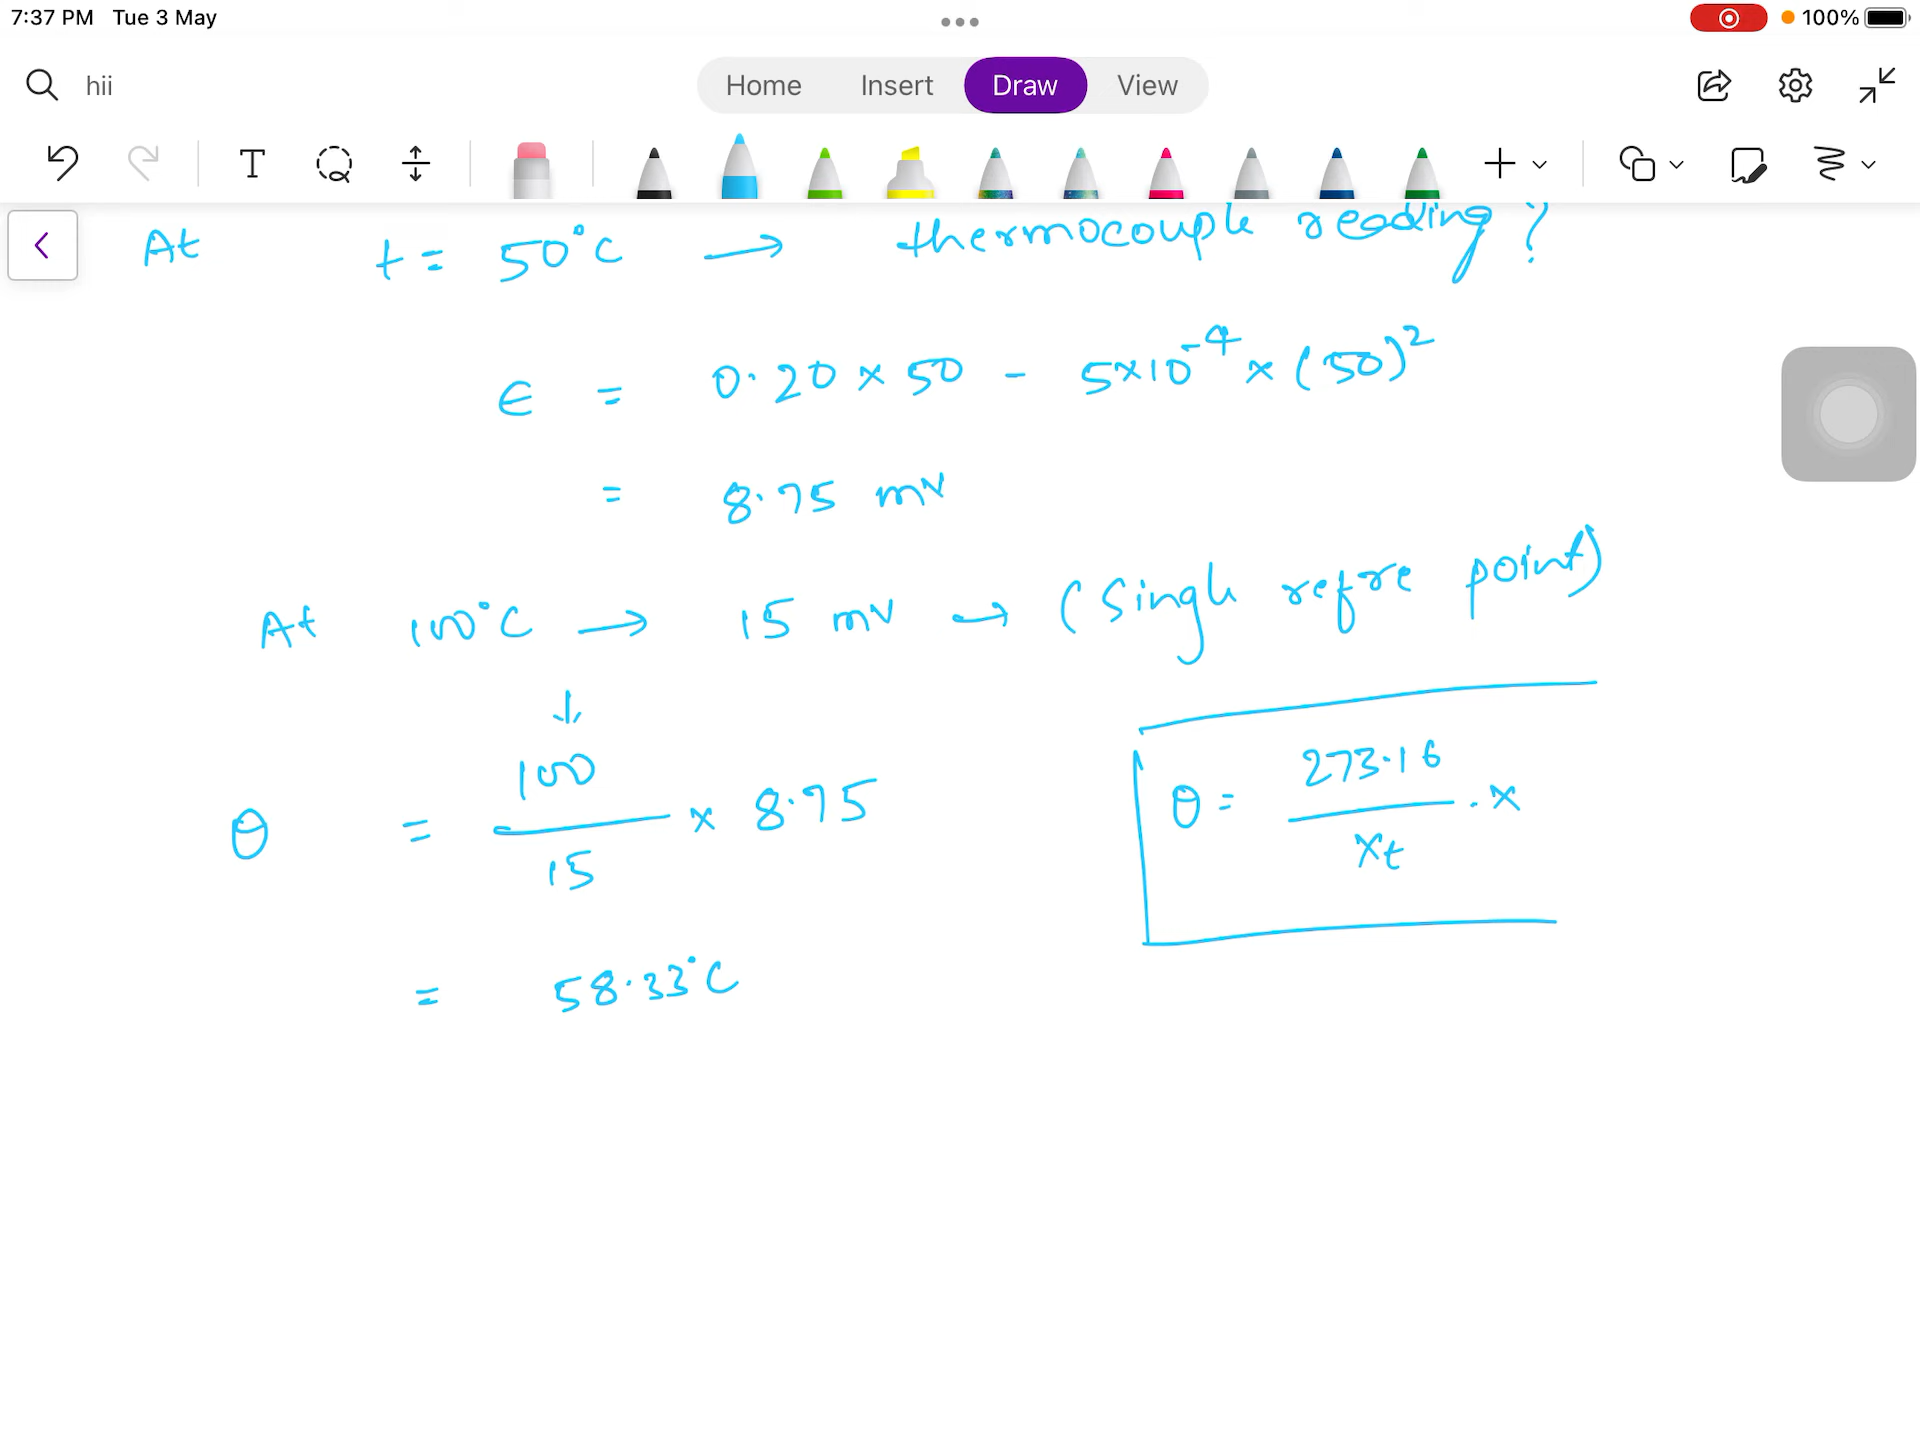 7:37 PM Tue 3 May
100%
hii
Home Insert Draw View
T
At t = 50°C → thermocouple reading?
ϵ = 0.20 × 50 - 5×10^-4 × (50)^2
= 8.75 mV
At 100°C → 15 mV → (Single refre point)
↓
θ = 100/15 × 8.75
θ = 273.16/Xt . X
= 58.33°C